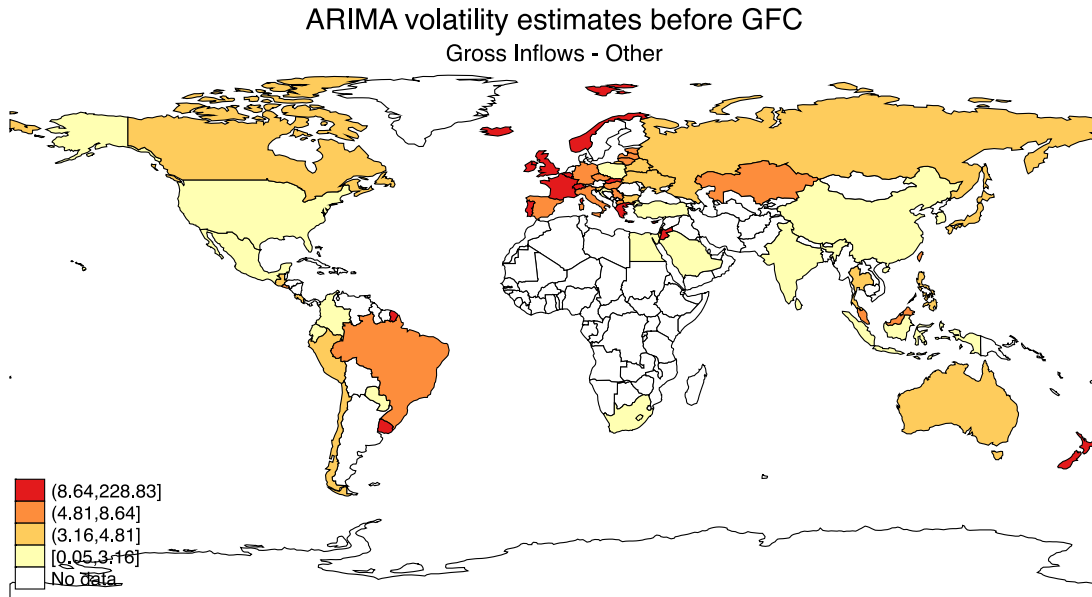 ARIMA volatility estimates before GFC
Gross Inflows - Other
(8.64,228.83]
(4.81,8.64]
(3.16,4.81]
[0.05,3.16]
No data